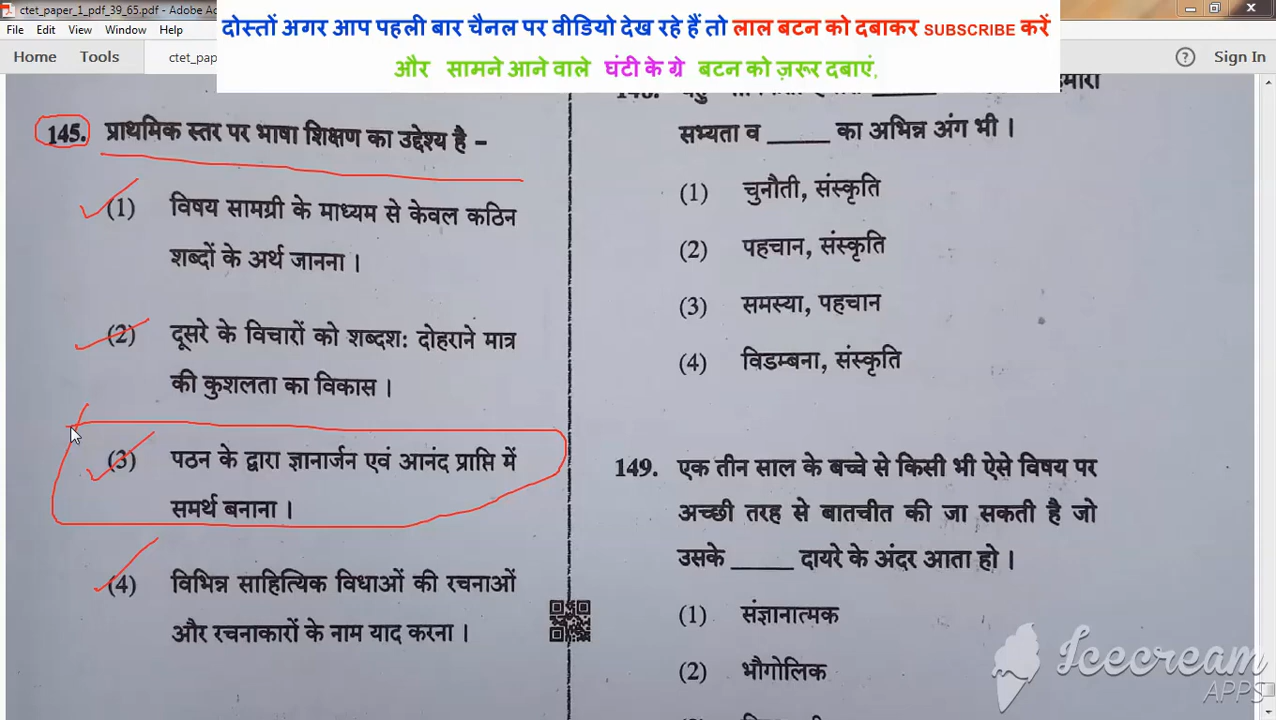 ctet_paper_1_pdf_39_65.pdf - Adobe Ac
File Edit View Window Help
दोस्तों अगर आप पहली बार चैनल पर वीडियो देख रहे हैं तो लाल बटन को दबाकर SUBSCRIBE करें
और सामने आने वाले घंटी के ग्रे बटन को ज़रूर दबाएं,
Home Tools ctet_pap
Sign In
145. प्राथमिक स्तर पर भाषा शिक्षण का उद्देश्य है –
(1) विषय सामग्री के माध्यम से केवल कठिन
शब्दों के अर्थ जानना ।
(2) दूसरे के विचारों को शब्दश: दोहराने मात्र
की कुशलता का विकास ।
(3) पठन के द्वारा ज्ञानार्जन एवं आनंद प्राप्ति में
समर्थ बनाना ।
(4) विभिन्न साहित्यिक विधाओं की रचनाओं
और रचनाकारों के नाम याद करना ।
हमारी
सभ्यता व _____ का अभिन्न अंग भी ।
(1) चुनौती, संस्कृति
(2) पहचान, संस्कृति
(3) समस्या, पहचान
(4) विडम्बना, संस्कृति
149. एक तीन साल के बच्चे से किसी भी ऐसे विषय पर
अच्छी तरह से बातचीत की जा सकती है जो
उसके _____ दायरे के अंदर आता हो ।
(1) संज्ञानात्मक
(2) भौगोलिक
Icecream
APPS